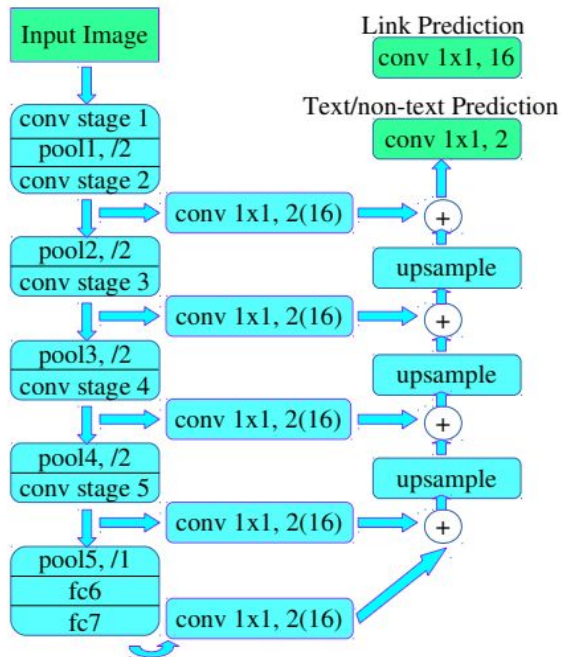 Input Image
conv stage 1
pool1, /2
conv stage 2
pool2, /2
conv stage 3
pool3, /2
conv stage 4
pool4, /2
conv stage 5
pool5, /1
fc6
fc7
conv 1x1, 2(16)
conv 1x1, 2(16)
conv 1x1, 2(16)
conv 1x1, 2(16)
conv 1x1, 2(16)
Link Prediction
conv 1x1, 16
Text/non-text Prediction
conv 1x1, 2
+
upsample
+
upsample
+
upsample
+